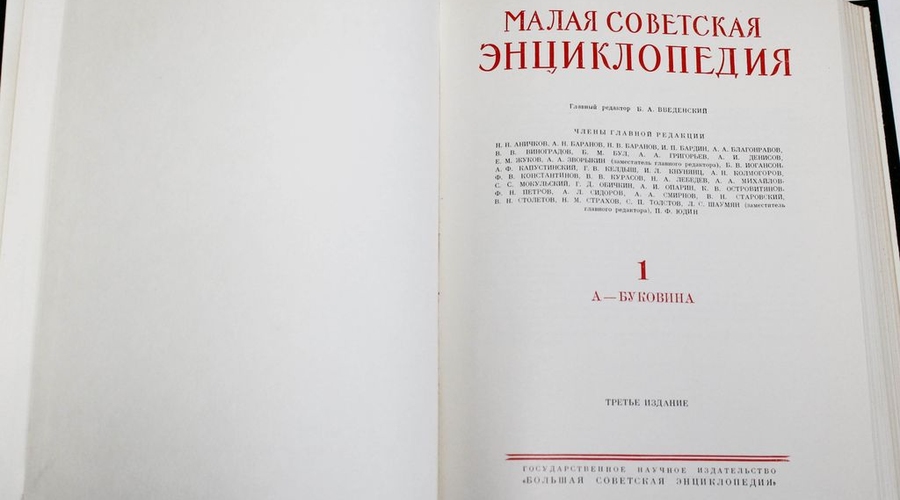 МАЛАЯ СОВЕТСКАЯ
ЭНЦИКЛОПЕДИЯ
Главный редактор Б. А. ВВЕДЕНСКИЙ
ЧЛЕНЫ ГЛАВНОЙ РЕДАКЦИИ
Н. Н. АНИЧКОВ, А. Н. БАРАНОВ, Н. В. БАРАНОВ, И. П. БАРДИН, А. А. БЛАГОНРАВОВ,
В. В. ВИНОГРАДОВ, Б. М. ВУЛ, А. А. ГРИГОРЬЕВ, А. И. ДЕНИСОВ,
Е. М. ЖУКОВ, А. А. ЗВОРЫКИН (заместитель главного редактора), Б. В. ИОГАНСОН,
А. Ф. КАПУСТИНСКИЙ, Г. В. КЕЛДЫШ, И. Л. КНУНЯНЦ, А. Н. КОЛМОГОРОВ,
Ф. В. КОНСТАНТИНОВ, В. В. КУРАСОВ, Н. А. ЛЕБЕДЕВ, А. А. МИХАЙЛОВ,
С. С. МОКУЛЬСКИЙ, Г. Д. ОБИЧКИН, А. И. ОПАРИН, К. В. ОСТРОВИТЯНОВ,
Ф. Н. ПЕТРОВ, А. Л. СИДОРОВ, А. А. СМИРНОВ, В. Н. СТАРОВСКИЙ,
В. Н. СТОЛЕТОВ, Н. М. СТРАХОВ, С. П. ТОЛСТОВ, Л. С. ШАУМЯН (заместитель
главного редактора), П. Ф. ЮДИН
1
А—БУКОВИНА
ТРЕТЬЕ ИЗДАНИЕ
ГОСУДАРСТВЕННОЕ НАУЧНОЕ ИЗДАТЕЛЬСТВО
«БОЛЬШАЯ СОВЕТСКАЯ ЭНЦИКЛОПЕДИЯ»